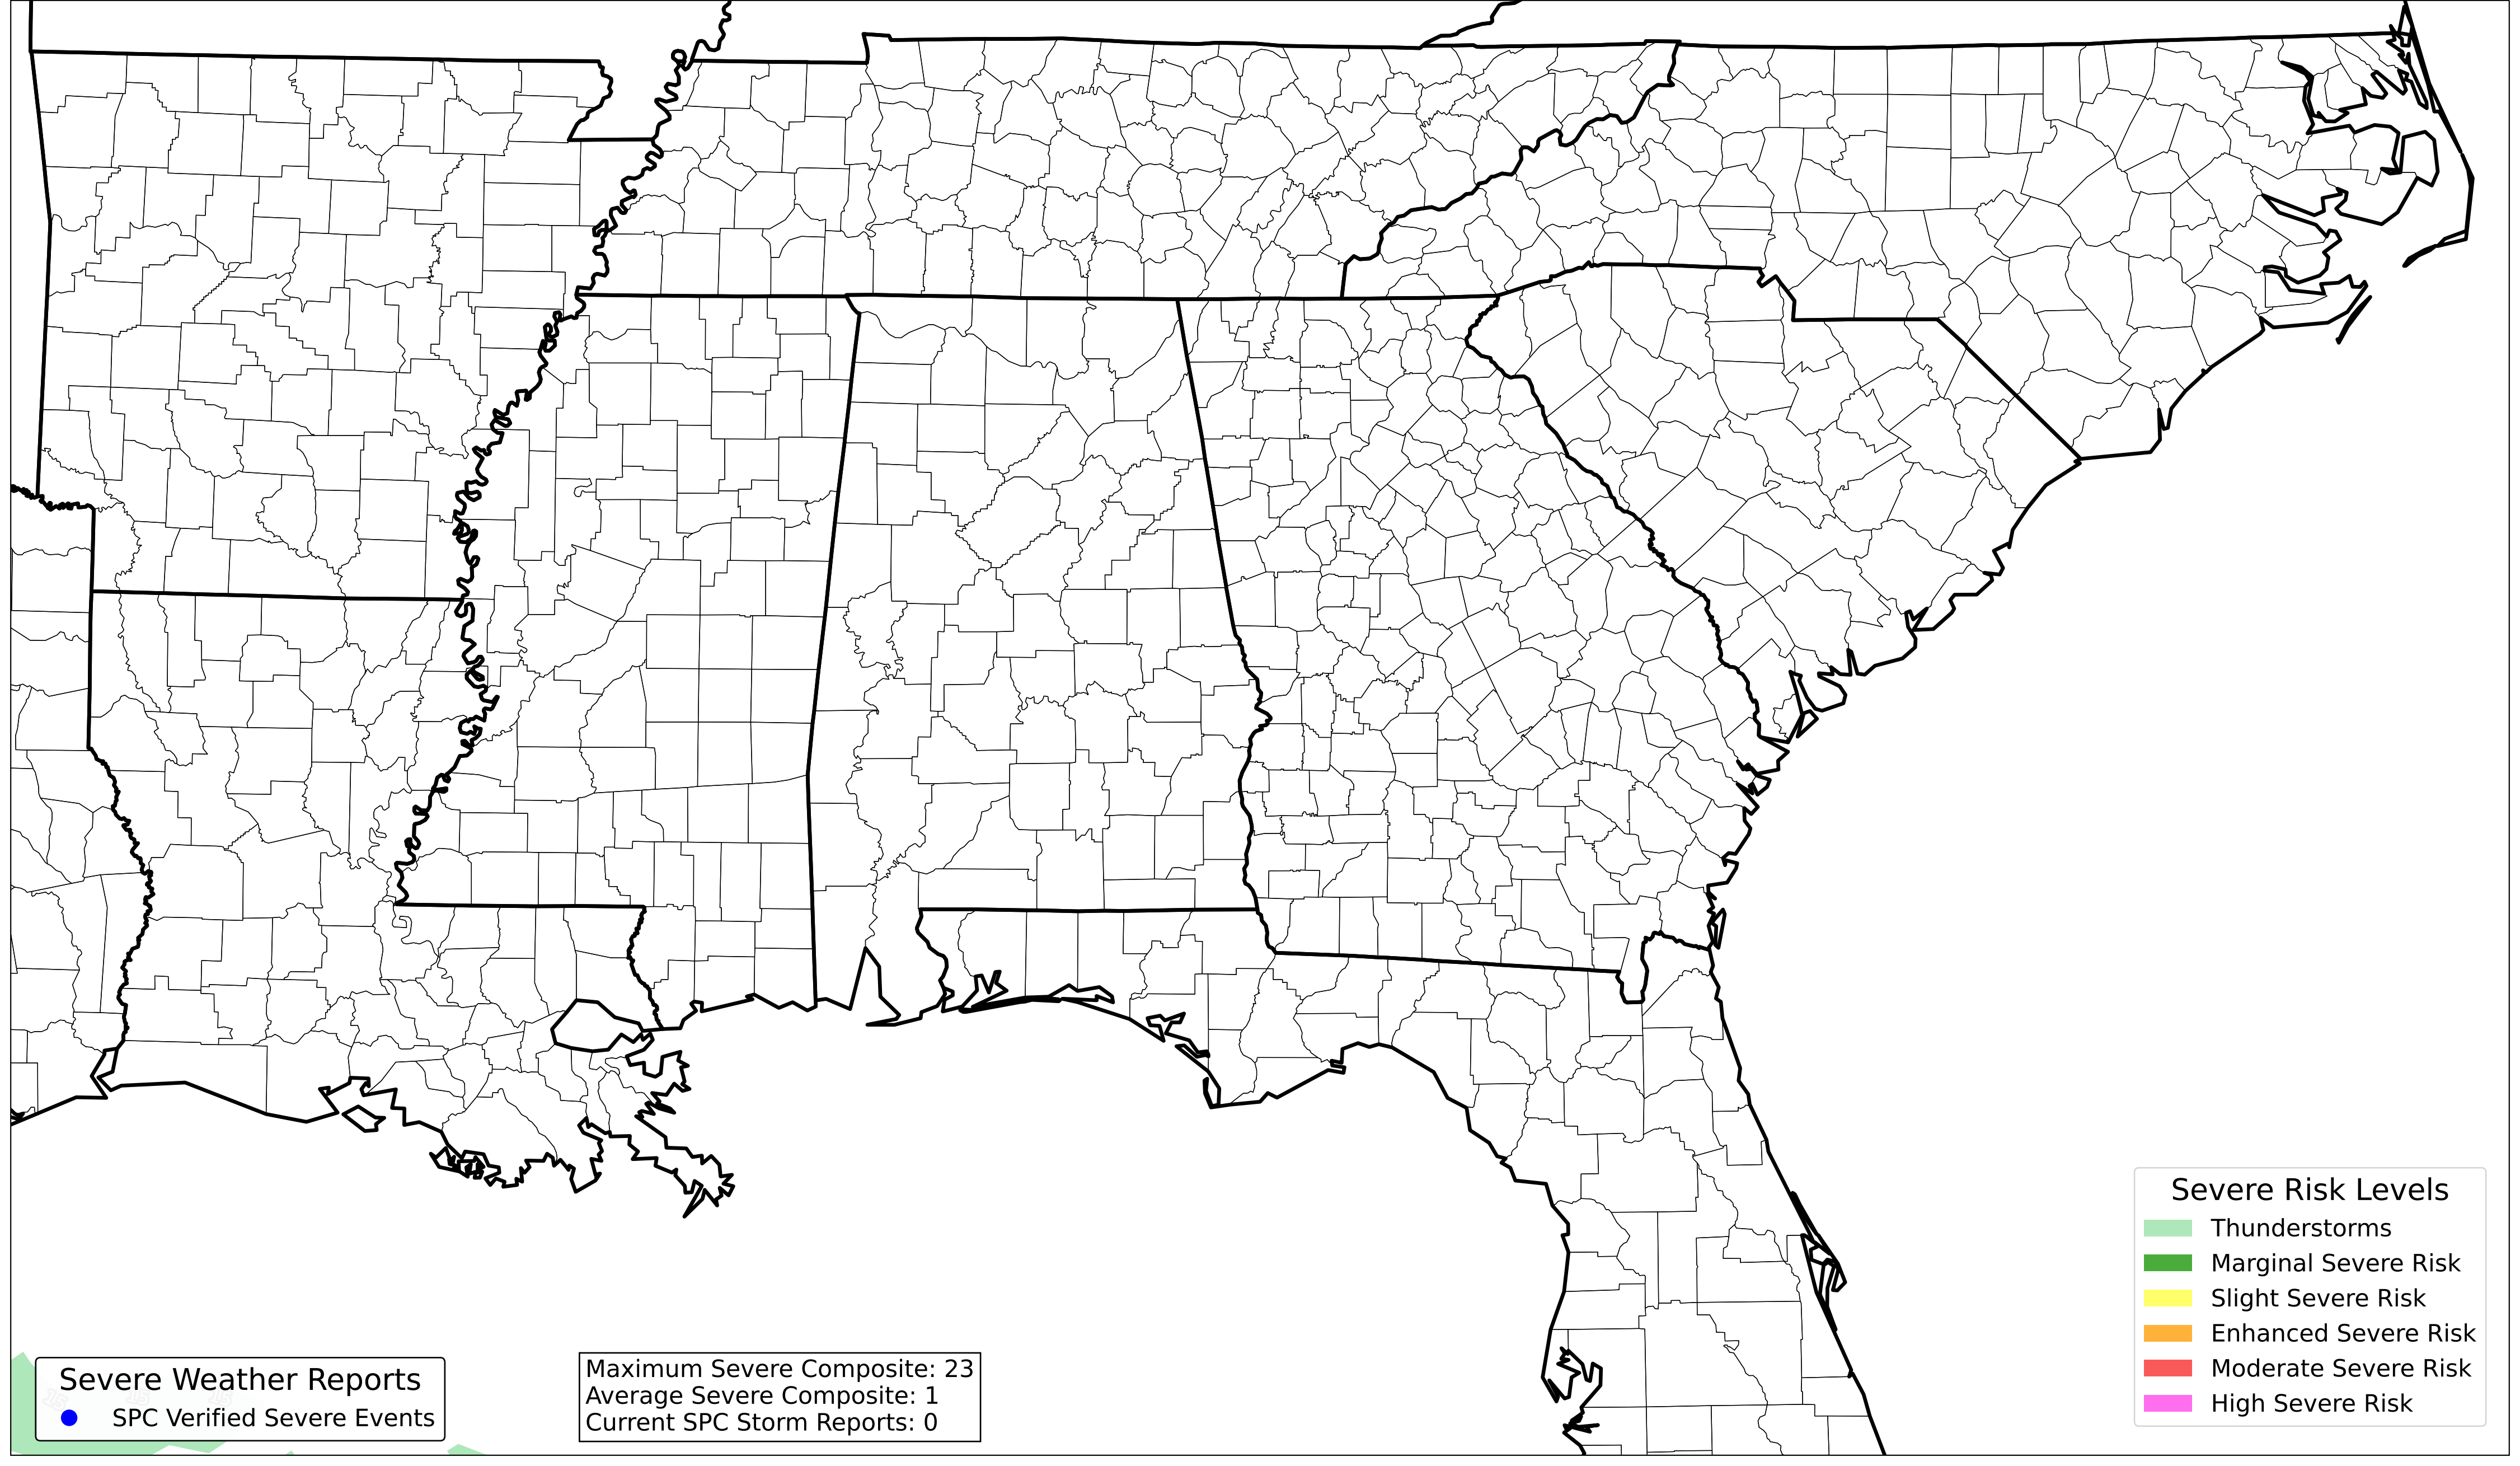 Severe Risk Levels
Thunderstorms
Marginal Severe Risk
Slight Severe Risk
Enhanced Severe Risk
Moderate Severe Risk
High Severe Risk
Severe Weather Reports
SPC Verified Severe Events
Maximum Severe Composite: 23
Average Severe Composite: 1
Current SPC Storm Reports: 0